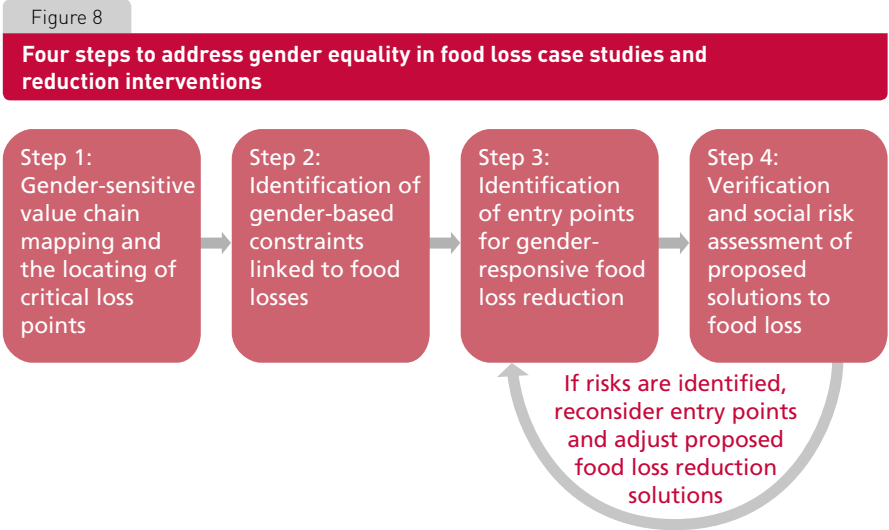 Figure 8
Four steps to address gender equality in food loss case studies and
reduction interventions
Step 1:
Gender-sensitive
value chain
mapping and
the locating of
critical loss
points
Step 2:
Identification of
gender-based
constraints
linked to food
losses
Step 3:
Identification
of entry points
for gender-
responsive food
loss reduction
Step 4:
Verification
and social risk
assessment of
proposed
solutions to
food loss
If risks are identified,
reconsider entry points
and adjust proposed
food loss reduction
solutions